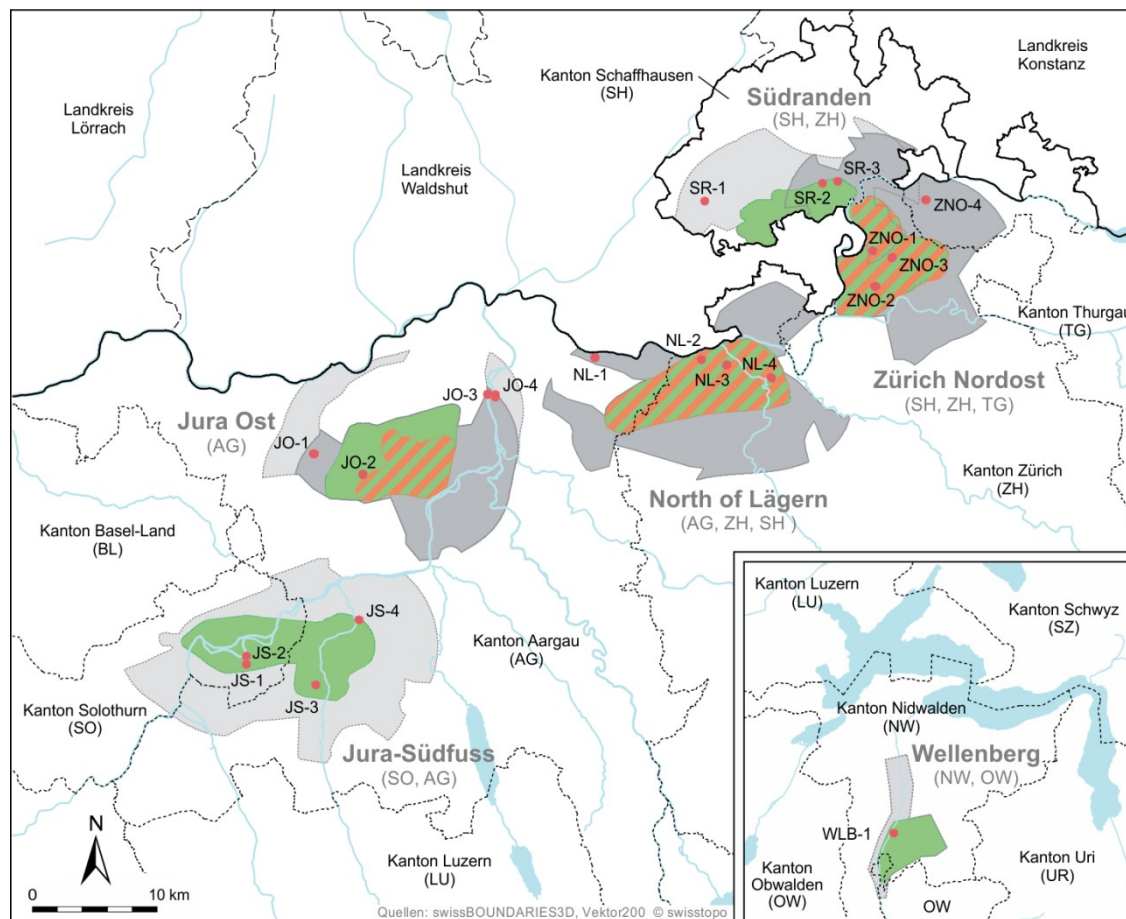 Landkreis
Konstanz
Kanton Schaffhausen
(SH)
Südranden
(SH, ZH)
Landkreis
Lörrach
Landkreis
Waldshut
SR-1
SR-2
SR-3
ZNO-4
ZNO-1
ZNO-3
ZNO-2
Kanton Thurgau
(TG)
Zürich Nordost
(SH, ZH, TG)
NL-2
NL-1
NL-3
NL-4
JO-4
JO-3
Jura Ost
(AG)
JO-1
JO-2
North of Lägern
(AG, ZH, SH )
Kanton Zürich
(ZH)
Kanton Basel-Land
(BL)
JS-4
JS-2
JS-1
JS-3
Kanton Aargau
(AG)
Kanton Solothurn
(SO)
Jura-Südfuss
(SO, AG)
Kanton Luzern
(LU)
N
0 10 km
Quellen: swissBOUNDARIES3D, Vektor200 © swisstopo
Kanton Luzern
(LU)
Kanton Schwyz
(SZ)
Kanton Nidwalden
(NW)
Wellenberg
(NW, OW)
WLB-1
Kanton
Obwalden
(OW)
Kanton Uri
(UR)
OW